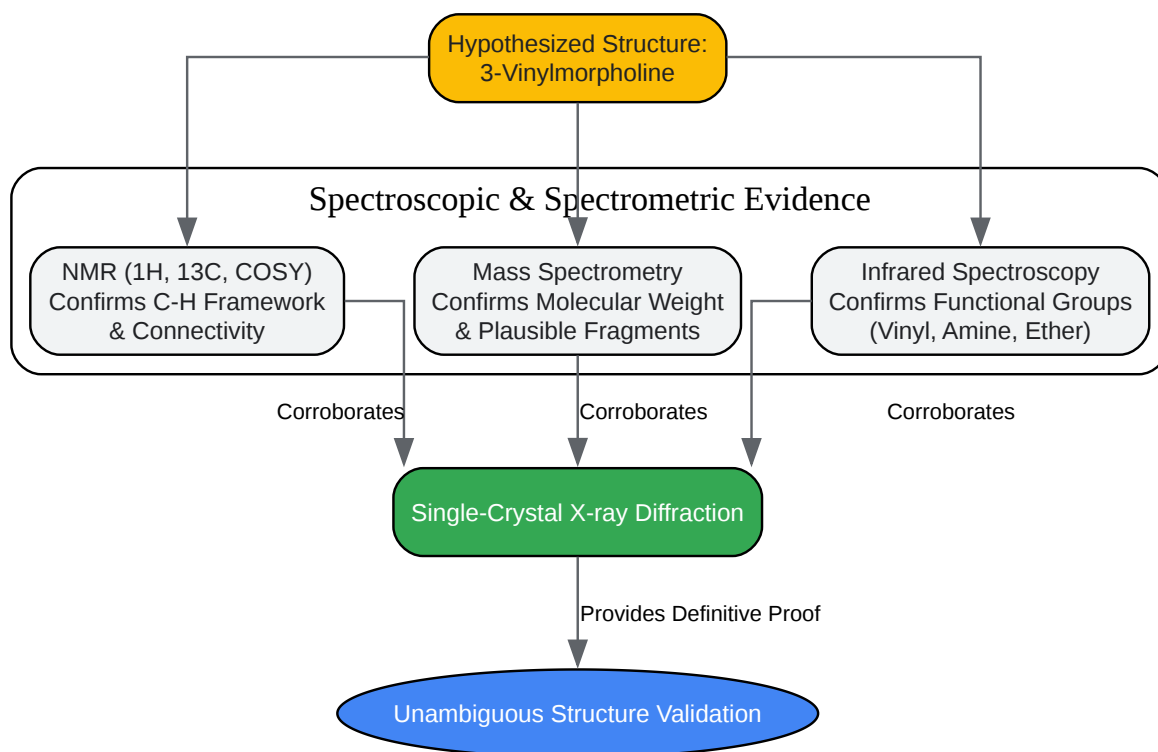 Hypothesized Structure:
3-Vinylmorpholine
Spectroscopic & Spectrometric Evidence
NMR (1H, 13C, COSY)
Confirms C-H Framework
& Connectivity
Mass Spectrometry
Confirms Molecular Weight
& Plausible Fragments
Infrared Spectroscopy
Confirms Functional Groups
(Vinyl, Amine, Ether)
Corroborates
Corroborates
Corroborates
Single-Crystal X-ray Diffraction
Provides Definitive Proof
Unambiguous Structure Validation